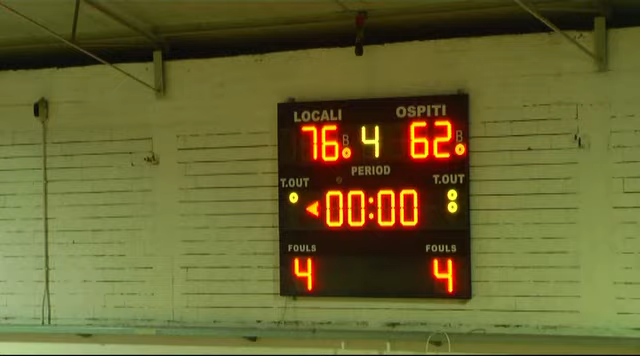 LOCALI OSPITI
76 B 4 62 B
PERIOD
T.OUT T.OUT
00:00
FOULS FOULS
4 4